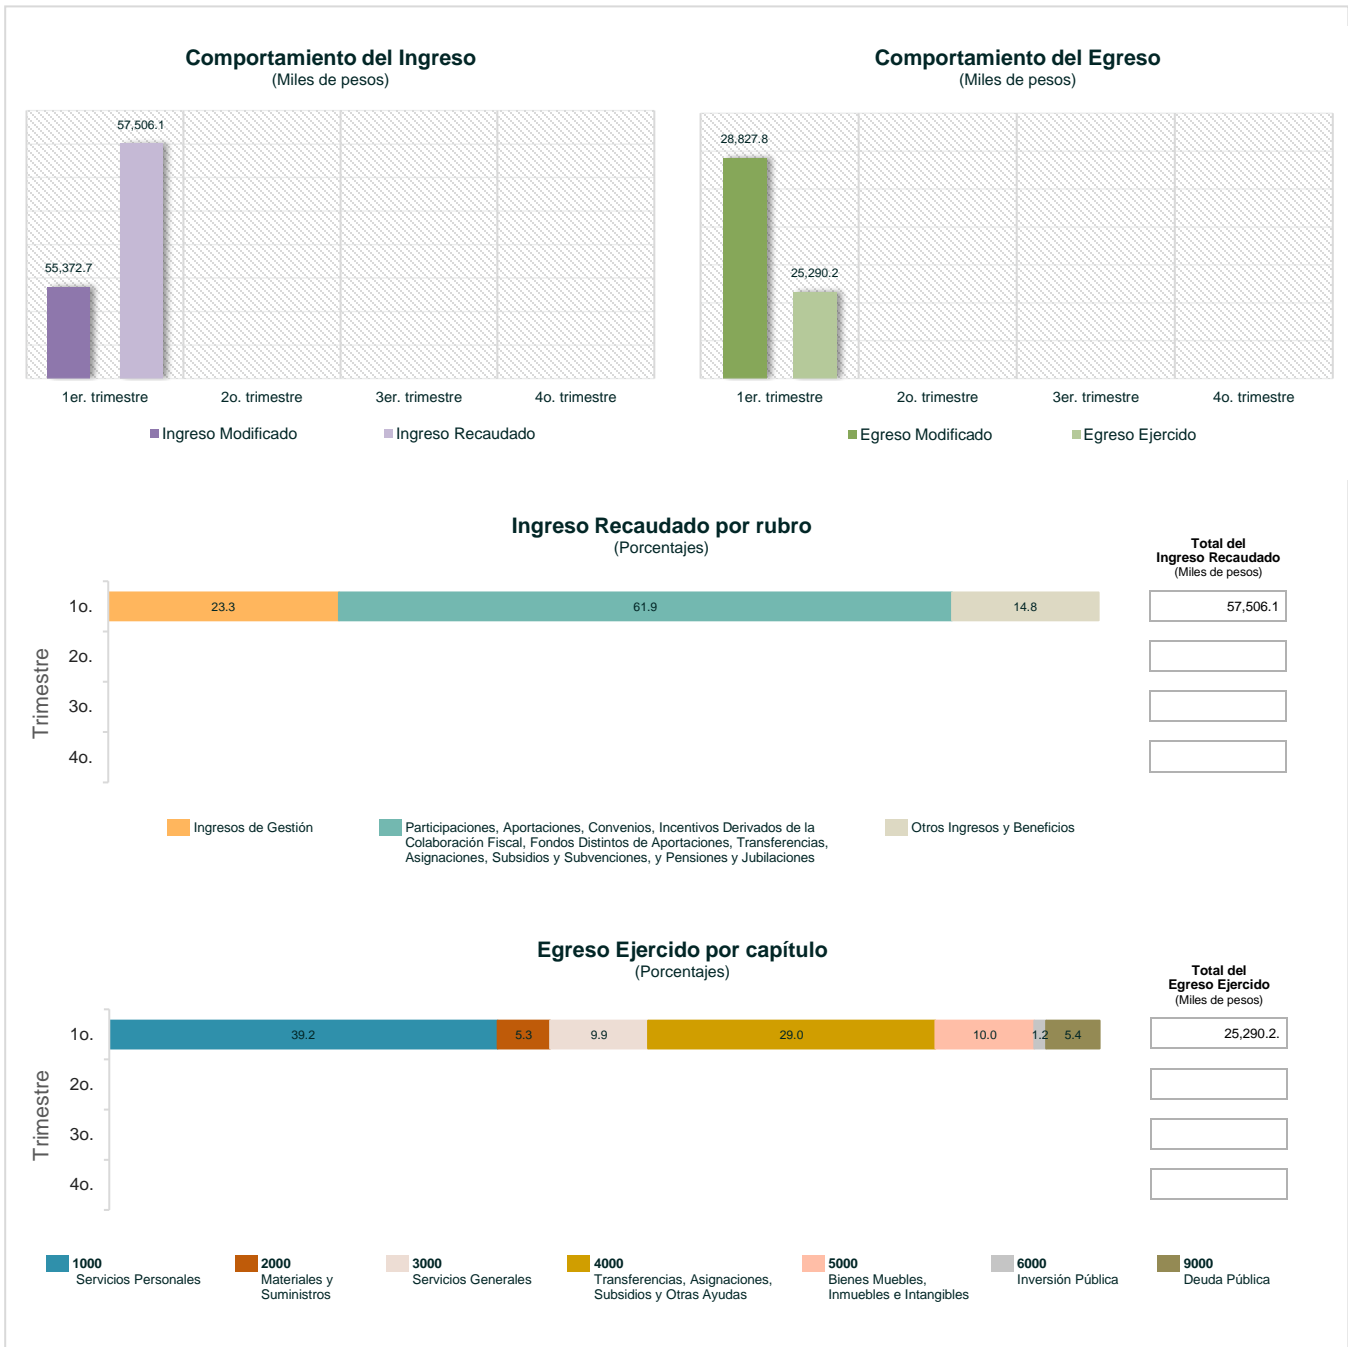 Comportamiento del Ingreso
(Miles de pesos)
57,506.1
55,372.7
1er. trimestre
2o. trimestre
3er. trimestre
4o. trimestre
Ingreso Modificado
Ingreso Recaudado
Comportamiento del Egreso
(Miles de pesos)
28,827.8
25,290.2
1er. trimestre
2o. trimestre
3er. trimestre
4o. trimestre
Egreso Modificado
Egreso Ejercido
Ingreso Recaudado por rubro
(Porcentajes)
Total del
Ingreso Recaudado
(Miles de pesos)
Trimestre
1o.
23.3
61.9
14.8
57,506.1
2o.
3o.
4o.
Ingresos de Gestión
Participaciones, Aportaciones, Convenios, Incentivos Derivados de la
Colaboración Fiscal, Fondos Distintos de Aportaciones, Transferencias,
Asignaciones, Subsidios y Subvenciones, y Pensiones y Jubilaciones
Otros Ingresos y Beneficios
Egreso Ejercido por capítulo
(Porcentajes)
Total del
Egreso Ejercido
(Miles de pesos)
Trimestre
1o.
39.2
5.3
9.9
29.0
10.0
1.2
5.4
25,290.2.
2o.
3o.
4o.
1000
Servicios Personales
2000
Materiales y
Suministros
3000
Servicios Generales
4000
Transferencias, Asignaciones,
Subsidios y Otras Ayudas
5000
Bienes Muebles,
Inmuebles e Intangibles
6000
Inversión Pública
9000
Deuda Pública